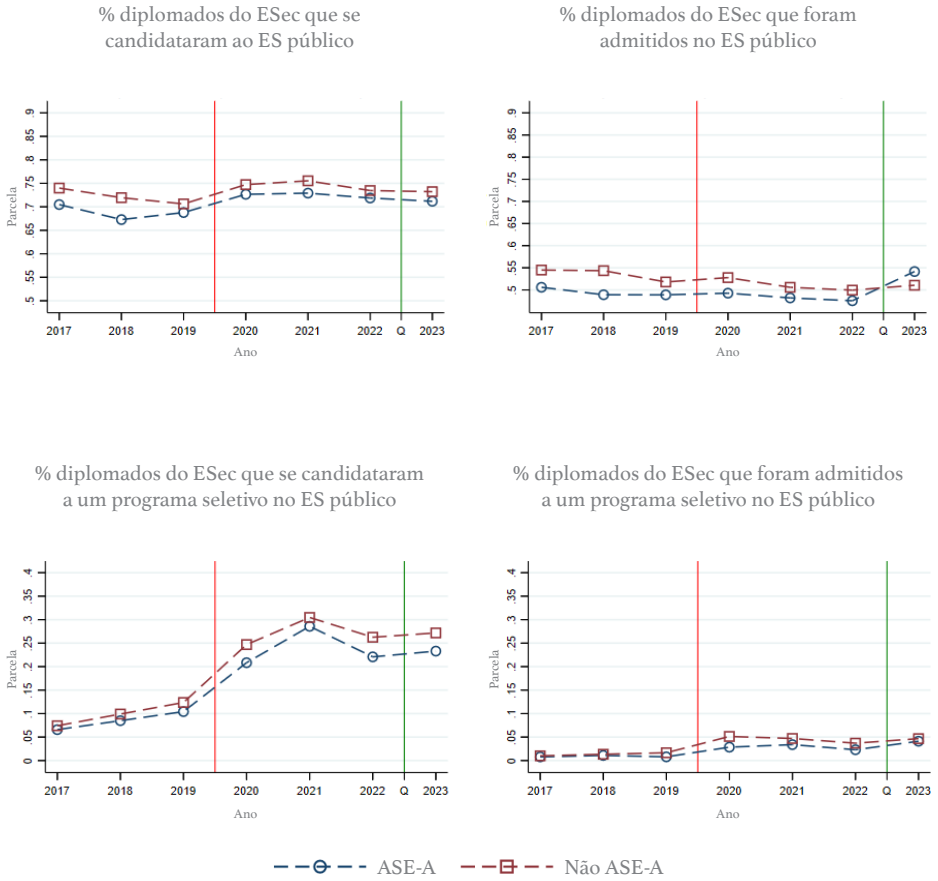 % diplomados do ESec que se
candidataram ao ES público
.9
.85
.8
.75
.7
.65
.6
.55
.5
Parcela
2017 2018 2019 2020 2021 2022 Q 2023
Ano
% diplomados do ESec que foram
admitidos no ES público
.9
.85
.8
.75
.7
.65
.6
.55
.5
Parcela
2017 2018 2019 2020 2021 2022 Q 2023
Ano
% diplomados do ESec que se candidataram
a um programa seletivo no ES público
.4
.35
.3
.25
.2
.15
.1
.05
0
Parcela
2017 2018 2019 2020 2021 2022 Q 2023
Ano
% diplomados do ESec que foram admitidos
a um programa seletivo no ES público
.4
.35
.3
.25
.2
.15
.1
.05
0
Parcela
2017 2018 2019 2020 2021 2022 Q 2023
Ano
ASE-A Não ASE-A